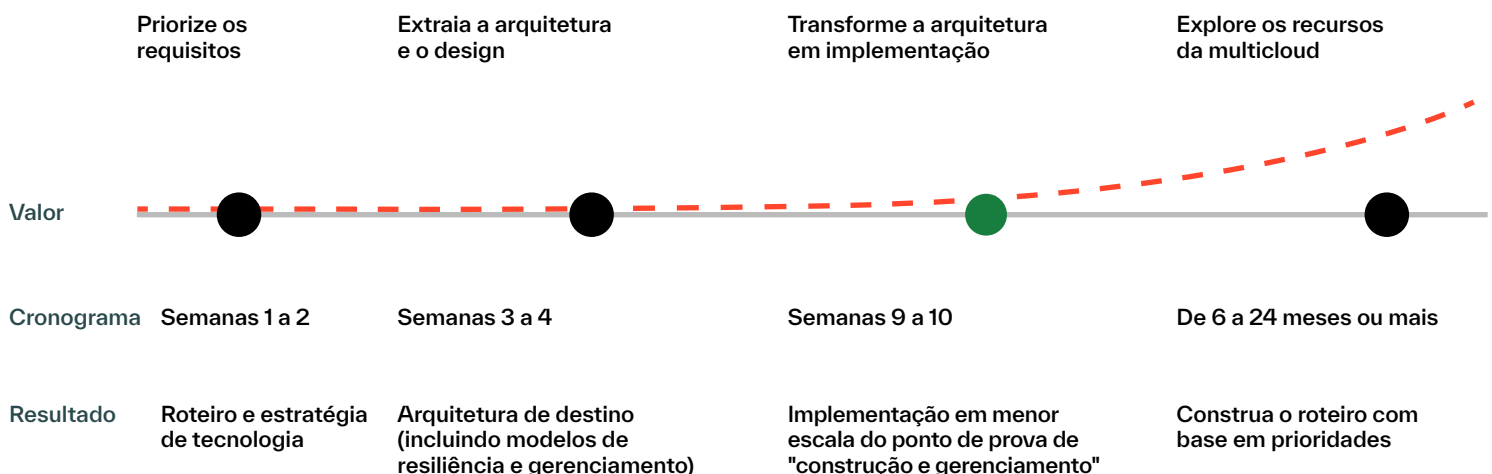 Priorize os
requisitos
Extraia a arquitetura
e o design
Transforme a arquitetura
em implementação
Explore os recursos
da multicloud
Valor
Cronograma
Semanas 1 a 2
Semanas 3 a 4
Semanas 9 a 10
De 6 a 24 meses ou mais
Resultado
Roteiro e estratégia
de tecnologia
Arquitetura de destino
(incluindo modelos de
resiliência e gerenciamento)
Implementação em menor
escala do ponto de prova de
"construção e gerenciamento"
Construa o roteiro com
base em prioridades